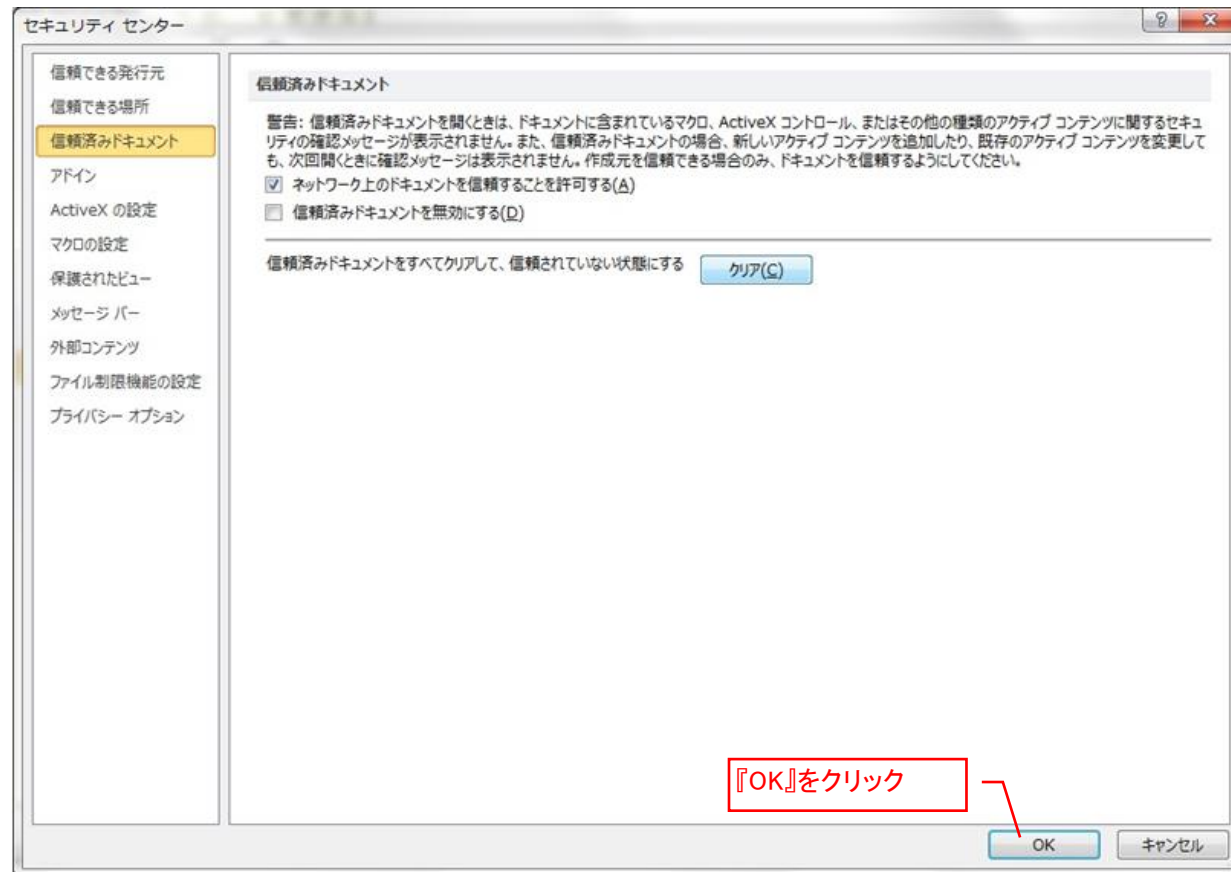 セキュリティ センター
信頼できる発行元
信頼できる場所
信頼済みドキュメント
アドイン
ActiveX の設定
マクロの設定
保護されたビュー
メッセージ バー
外部コンテンツ
ファイル制限機能の設定
プライバシー オプション
信頼済みドキュメント
警告: 信頼済みドキュメントを開くときは、ドキュメントに含まれているマクロ、ActiveX コントロール、またはその他の種類のアクティブ コンテンツに関するセキュ
リティの確認メッセージが表示されません。また、信頼済みドキュメントの場合、新しいアクティブ コンテンツを追加したり、既存のアクティブ コンテンツを変更して
も、次回開くときに確認メッセージは表示されません。作成元を信頼できる場合のみ、ドキュメントを信頼するようにしてください。
ネットワーク上のドキュメントを信頼することを許可する(A)
信頼済みドキュメントを無効にする(D)
信頼済みドキュメントをすべてクリアして、信頼されていない状態にする クリア(C)
『OK』をクリック
OK キャンセル